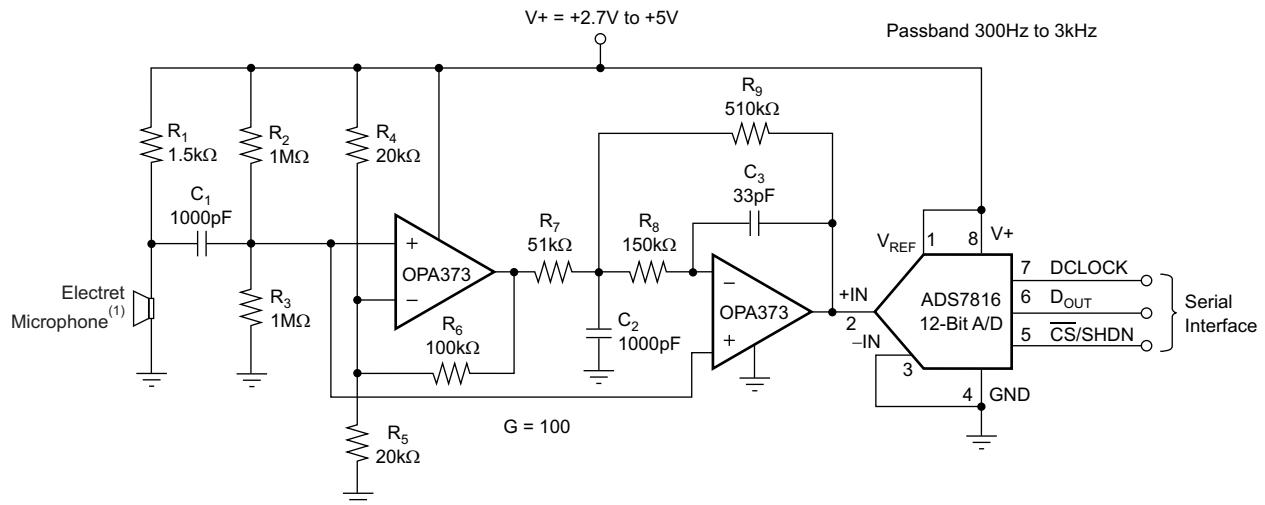 V+ = +2.7V to +5V
Passband 300Hz to 3kHz
R9
510kΩ
R1
1.5kΩ
R2
1MΩ
R4
20kΩ
C3
33pF
C1
1000pF
R7
51kΩ
R8
150kΩ
VREF 1 8 V+
+
OPA373
−
−
OPA373
+
7 DCLOCK
6 DOUT
5 CS/SHDN
Serial
Interface
+IN
2
−IN
3
ADS7816
12-Bit A/D
4 GND
Electret
Microphone(1)
R3
1MΩ
R6
100kΩ
C2
1000pF
G = 100
R5
20kΩ